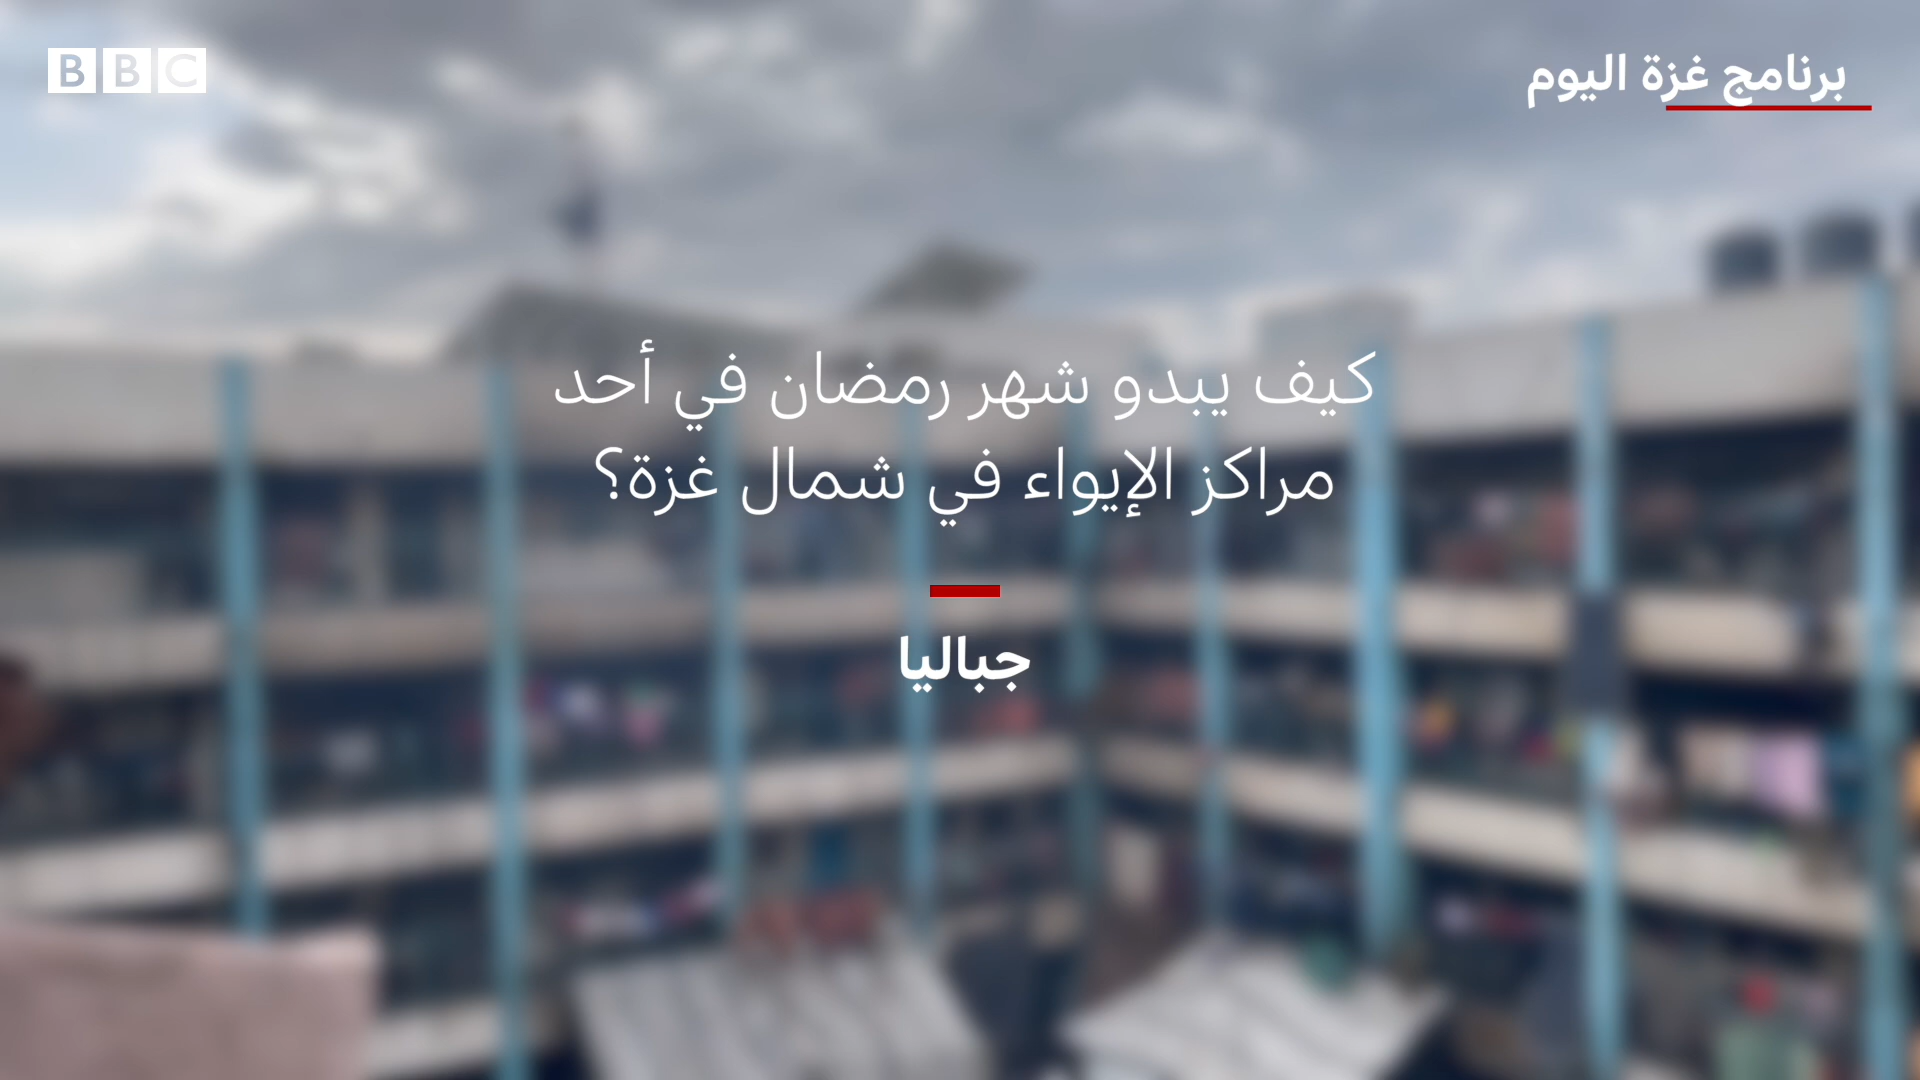 BBC
برنامج غزة اليوم
كيف يبدو شهر رمضان في أحد
مراكز الإيواء في شمال غزة؟
جباليا